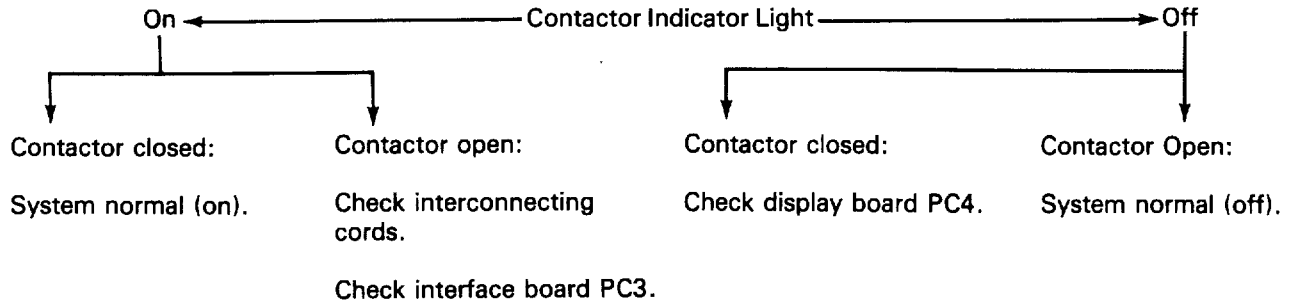 On Contactor Indicator Light Off
Contactor closed:
System normal (on).
Contactor open:
Check interconnecting
cords.
Check interface board PC3.
Contactor closed:
Check display board PC4.
Contactor Open:
System normal (off).